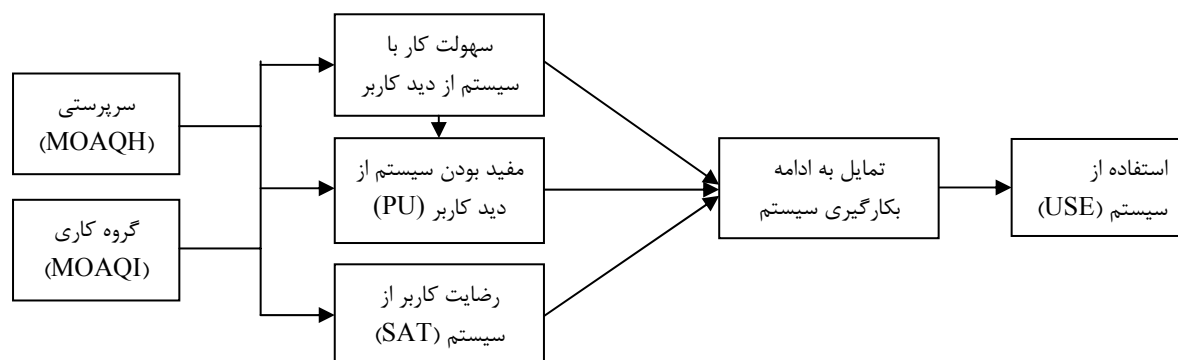 سرپرستی
(MOAQH)
گروه کاری
(MOAQI)
سهولت کار با
سیستم از دید کاربر
مفید بودن سیستم از
دید کاربر (PU)
رضایت کاربر از
سیستم (SAT)
تمایل به ادامه
بکارگیری سیستم
استفاده از
سیستم (USE)